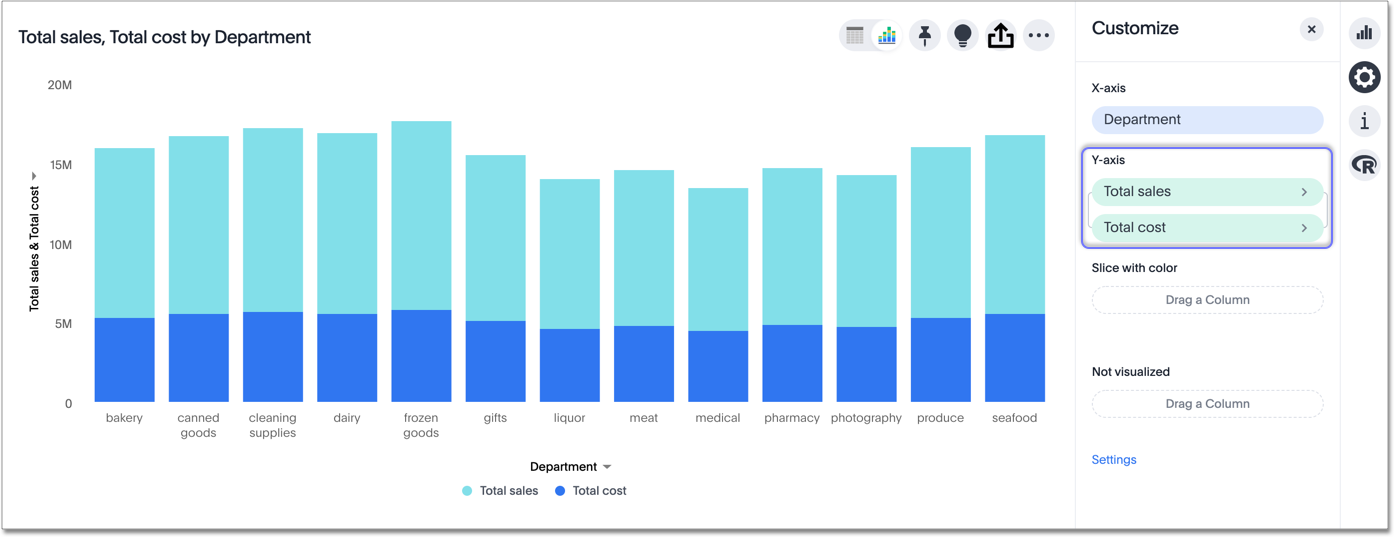 Total sales, Total cost by Department
Customize
X-axis
Department
Y-axis
Total sales
Total cost
Slice with color
Drag a Column
Not visualized
Drag a Column
Settings
i
R
Total sales & Total cost
20M
15M
10M
5M
0
bakery
canned goods
cleaning supplies
dairy
frozen goods
gifts
liquor
meat
medical
pharmacy
photography
produce
seafood
Department
Total sales
Total cost